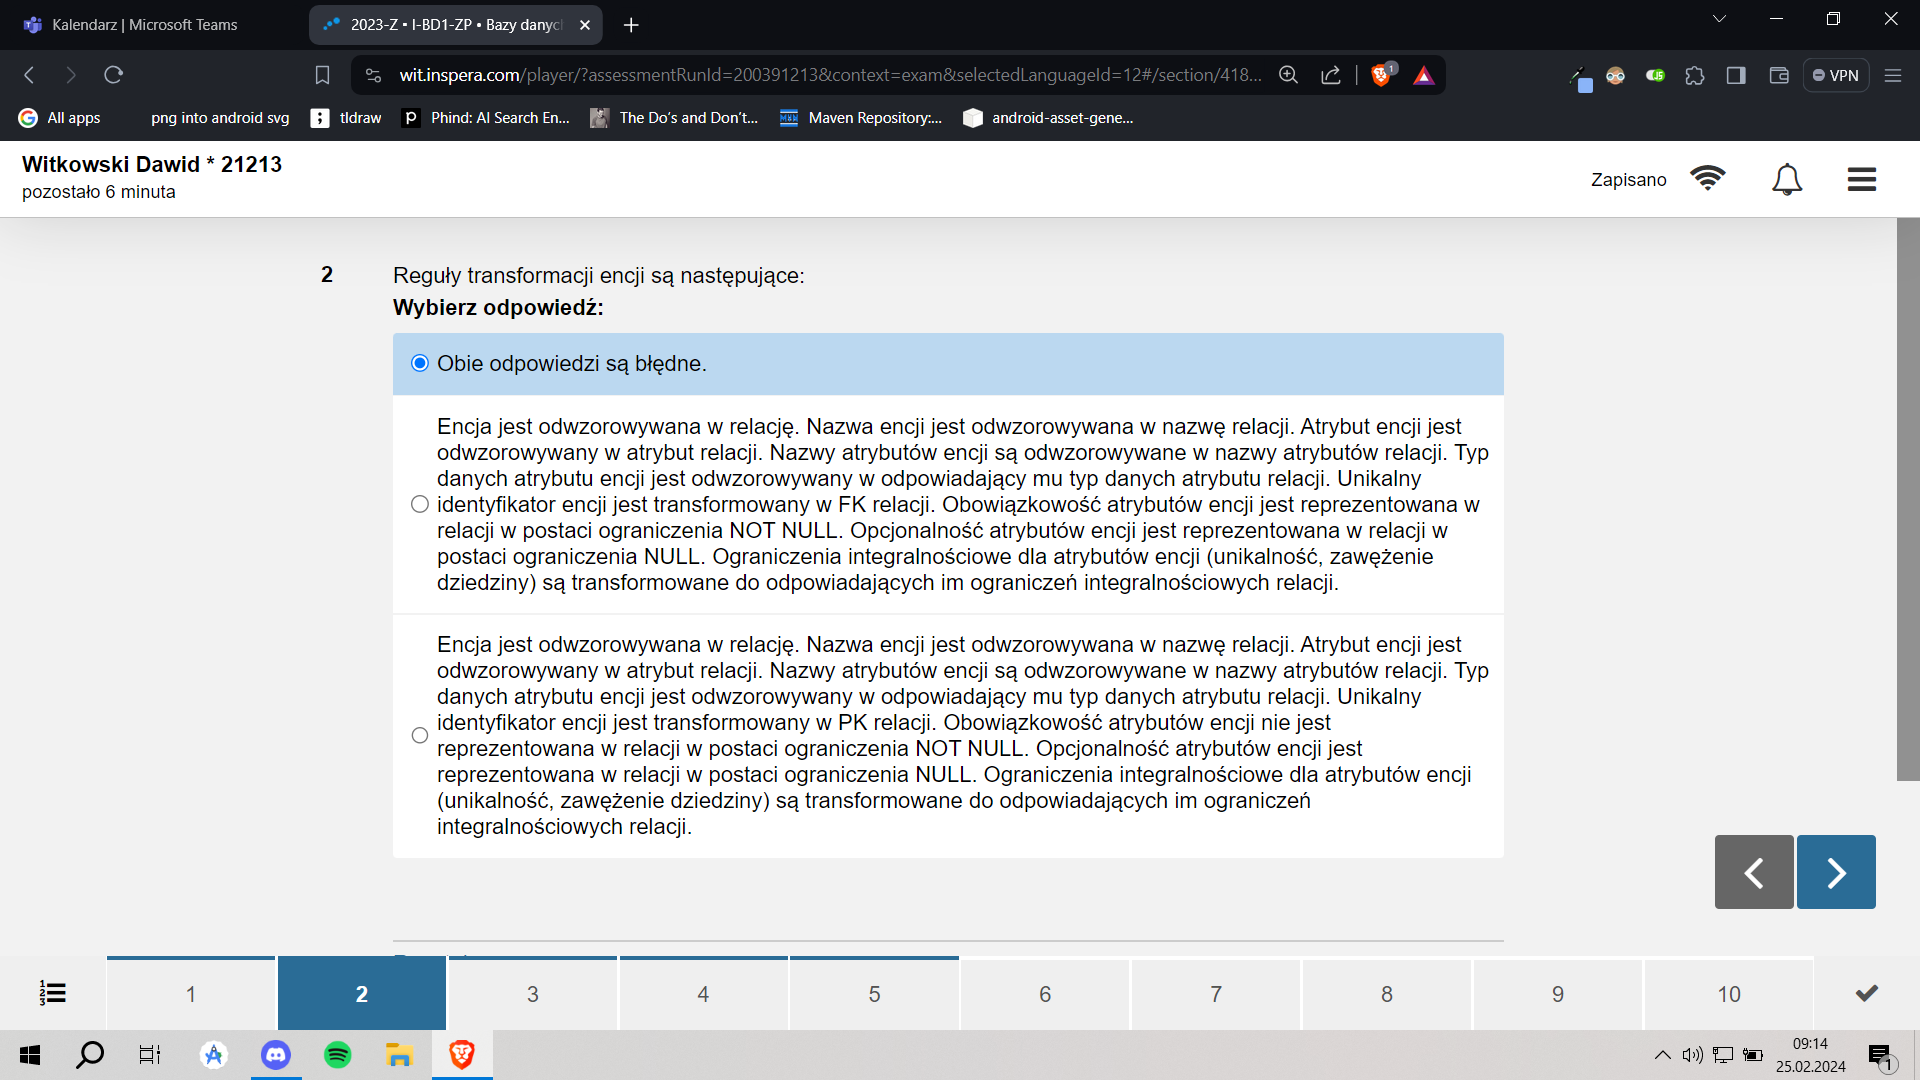 Kalendarz | Microsoft Teams
2023-Z • I-BD1-ZP • Bazy danyc
wit.inspera.com/player/?assessmentRunId=200391213&context=exam&selectedLanguageId=12#/section/418...
1
VPN
All apps
png into android svg
tldraw
Phind: AI Search En...
The Do's and Don't...
Maven Repository:...
android-asset-gene...
Witkowski Dawid * 21213
pozostało 6 minuta
Zapisano
2
Reguły transformacji encji są następujące:
Wybierz odpowiedź:
Obie odpowiedzi są błędne.
Encja jest odwzorowywana w relację. Nazwa encji jest odwzorowywana w nazwę relacji. Atrybut encji jest
odwzorowywany w atrybut relacji. Nazwy atrybutów encji są odwzorowywane w nazwy atrybutów relacji. Typ
danych atrybutu encji jest odwzorowywany w odpowiadający mu typ danych atrybutu relacji. Unikalny
identyfikator encji jest transformowany w FK relacji. Obowiązkowość atrybutów encji jest reprezentowana w
relacji w postaci ograniczenia NOT NULL. Opcjonalność atrybutów encji jest reprezentowana w relacji w
postaci ograniczenia NULL. Ograniczenia integralnościowe dla atrybutów encji (unikalność, zawężenie
dziedziny) są transformowane do odpowiadających im ograniczeń integralnościowych relacji.
Encja jest odwzorowywana w relację. Nazwa encji jest odwzorowywana w nazwę relacji. Atrybut encji jest
odwzorowywany w atrybut relacji. Nazwy atrybutów encji są odwzorowywane w nazwy atrybutów relacji. Typ
danych atrybutu encji jest odwzorowywany w odpowiadający mu typ danych atrybutu relacji. Unikalny
identyfikator encji jest transformowany w PK relacji. Obowiązkowość atrybutów encji nie jest
reprezentowana w relacji w postaci ograniczenia NOT NULL. Opcjonalność atrybutów encji jest
reprezentowana w relacji w postaci ograniczenia NULL. Ograniczenia integralnościowe dla atrybutów encji
(unikalność, zawężenie dziedziny) są transformowane do odpowiadających im ograniczeń
integralnościowych relacji.
1
2
3
4
5
6
7
8
9
10
09:14
25.02.2024
1